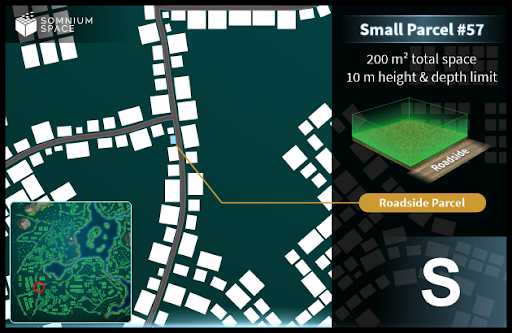 SOMNIUM
SPACE
Small Parcel #57
200 m² total space
10 m height & depth limit
Roadside
Roadside Parcel
S